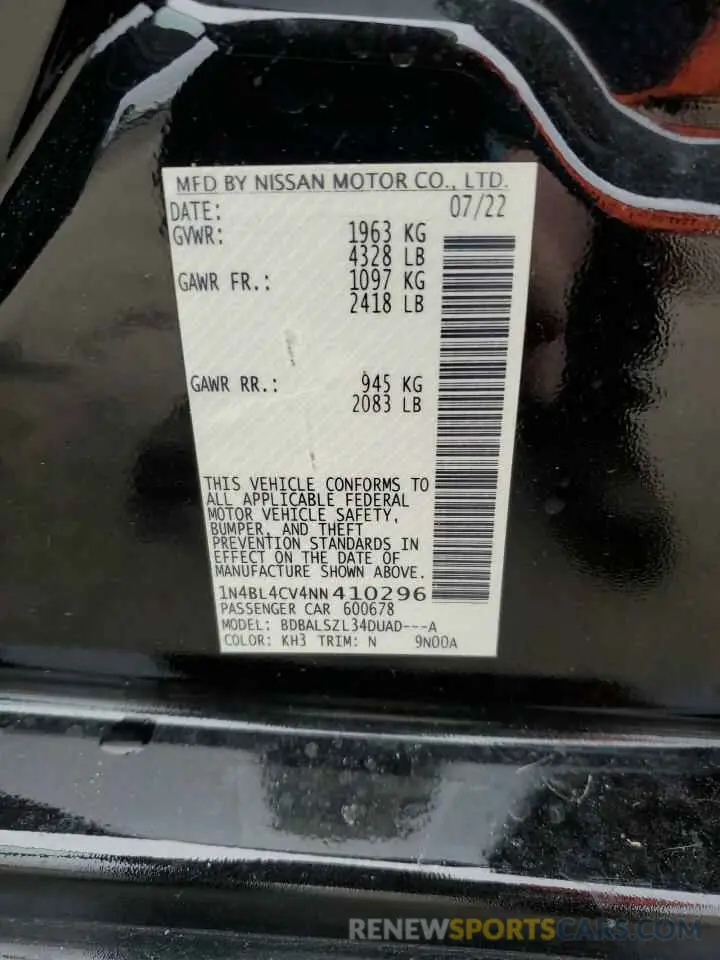 MFD BY NISSAN MOTOR CO., LTD.
DATE: 07/22
GVWR: 1963 KG
4328 LB
GAWR FR.: 1097 KG
2418 LB
GAWR RR.: 945 KG
2083 LB
THIS VEHICLE CONFORMS TO
ALL APPLICABLE FEDERAL
MOTOR VEHICLE SAFETY,
BUMPER, AND THEFT
PREVENTION STANDARDS IN
EFFECT ON THE DATE OF
MANUFACTURE SHOWN ABOVE.
1N4BL4CV4NN410296
PASSENGER CAR 600678
MODEL: BDBALSZL34DUAD---A
COLOR: KH3 TRIM: N 9N00A
RENEWSPORTSCARS.COM